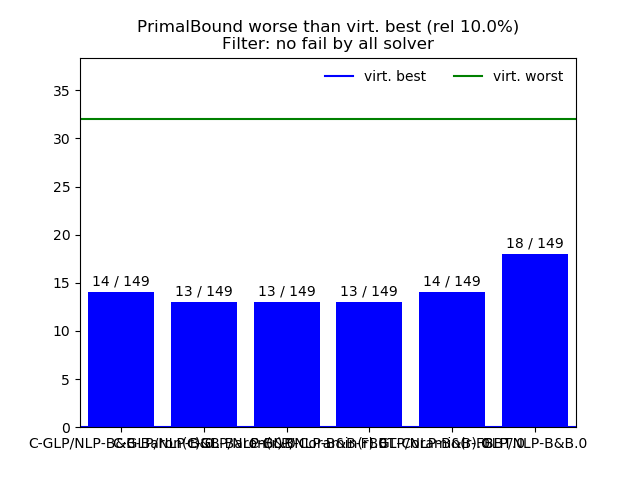 PrimalBound worse than virt. best (rel 10.0%)
Filter: no fail by all solver
virt. best
virt. worst
35
30
25
20
15
10
5
0
14 / 149
13 / 149
13 / 149
13 / 149
14 / 149
18 / 149
C-GLP/NLP-B&B